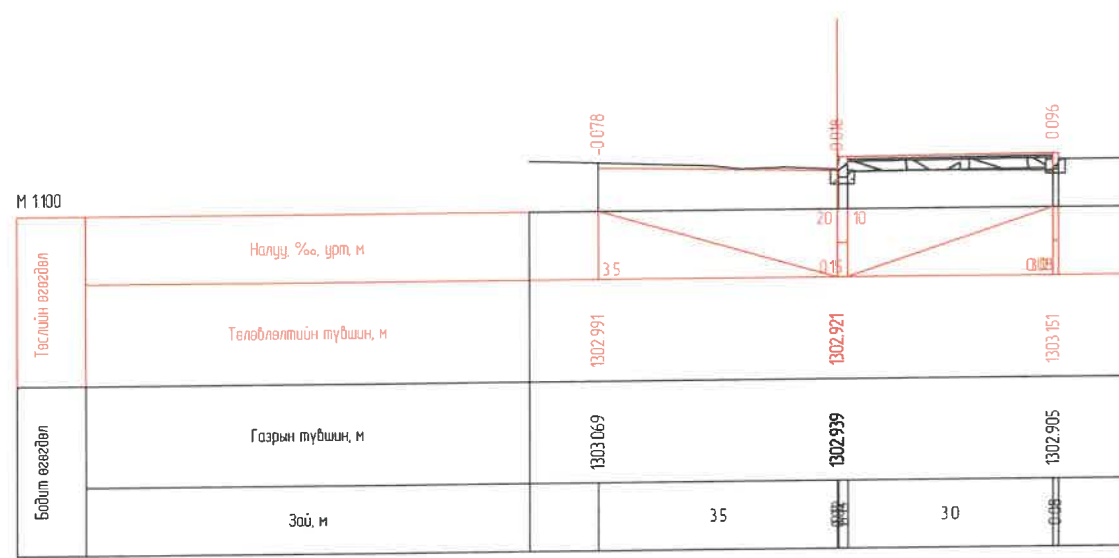 -0.078
0.018
0.096
М 1:100
Төслийн өгөгдөл
Налуу, ‰, урт, м
3.5
20
10
0.15
Төлөвлөлтийн түвшин, м
1302.991
1302.921
1303.151
Бодит өгөгдөл
Газрын түвшин, м
1303.069
1302.939
1302.905
Зай, м
3.5
3.0
0.08